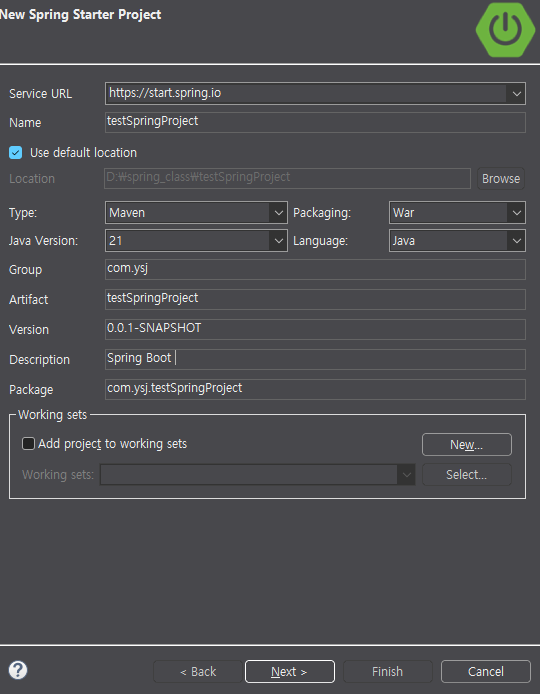 New Spring Starter Project
Service URL https://start.spring.io
Name testSpringProject
Use default location
Location D:₩spring_class₩testSpringProject Browse
Type: Maven Packaging: War
Java Version: 21 Language: Java
Group com.ysj
Artifact testSpringProject
Version 0.0.1-SNAPSHOT
Description Spring Boot
Package com.ysj.testSpringProject
Working sets
Add project to working sets New...
Working sets: Select...
? < Back Next > Finish Cancel